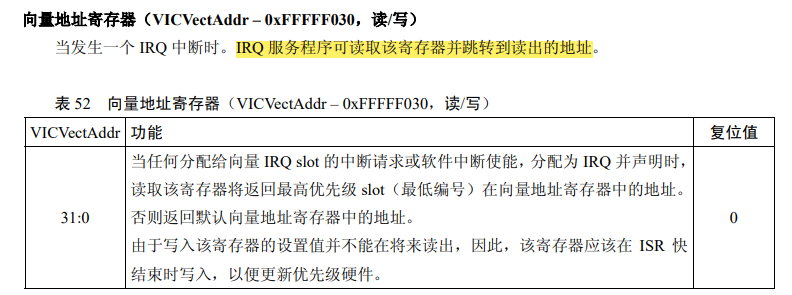 向量地址寄存器（VICVectAddr – 0xFFFFF030，读/写）
当发生一个 IRQ 中断时。IRQ 服务程序可读取该寄存器并跳转到读出的地址。
表 52 向量地址寄存器（VICVectAddr – 0xFFFFF030，读/写）
VICVectAddr 功能 复位值
当任何分配给向量 IRQ slot 的中断请求或软件中断使能，分配为 IRQ 并声明时，
读取该寄存器将返回最高优先级 slot（最低编号）在向量地址寄存器中的地址。
否则返回默认向量地址寄存器中的地址。
31:0 0
由于写入该寄存器的设置值并不能在将来读出，因此，该寄存器应该在 ISR 快
结束时写入，以便更新优先级硬件。